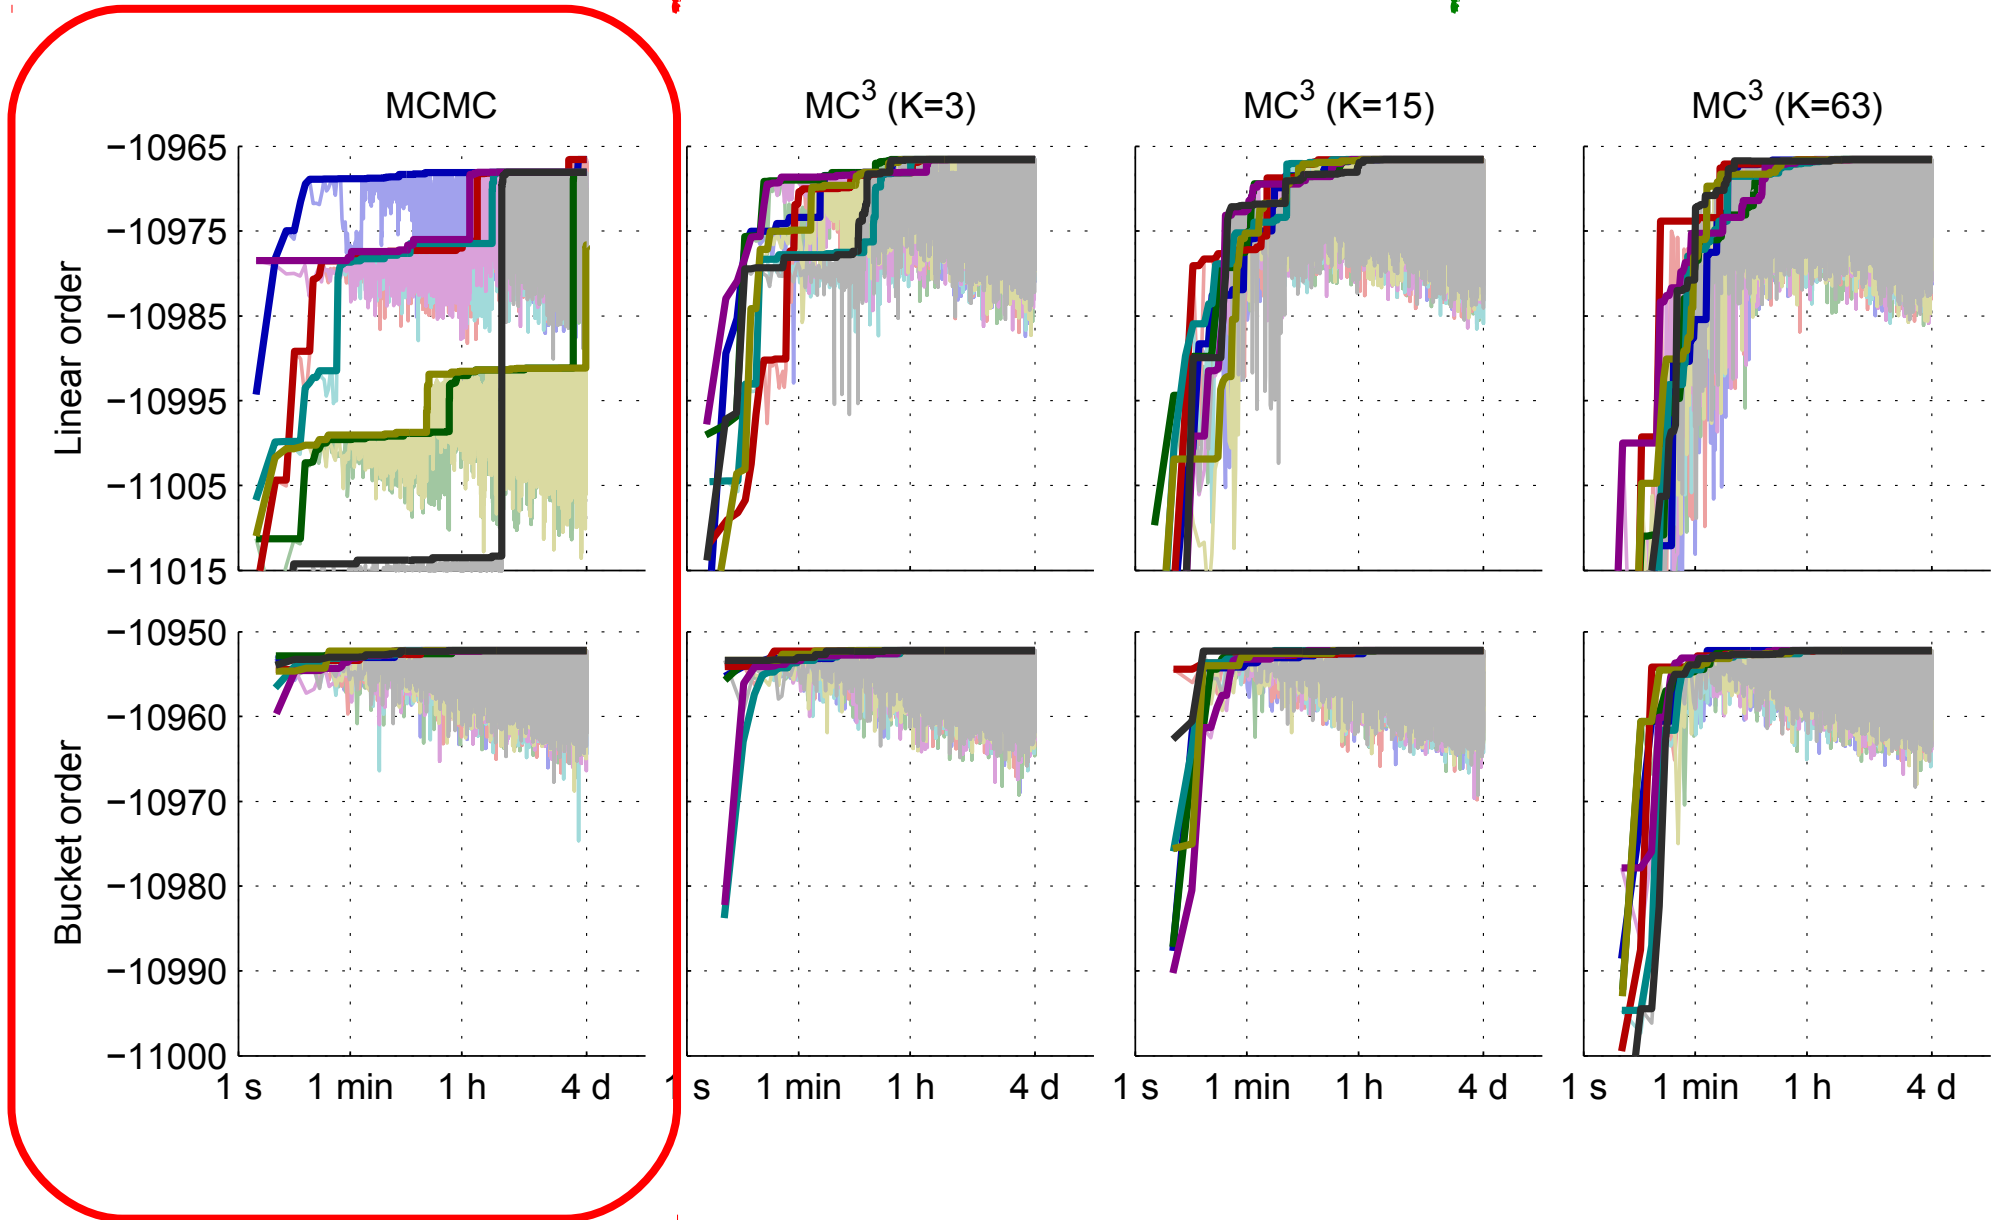 MCMC
MC³ (K=3)
MC³ (K=15)
MC³ (K=63)
Linear order
−10965
−10975
−10985
−10995
−11005
−11015
Bucket order
−10950
−10960
−10970
−10980
−10990
−11000
1 s 1 min 1 h 4 d
1 s 1 min 1 h 4 d
1 s 1 min 1 h 4 d
1 s 1 min 1 h 4 d